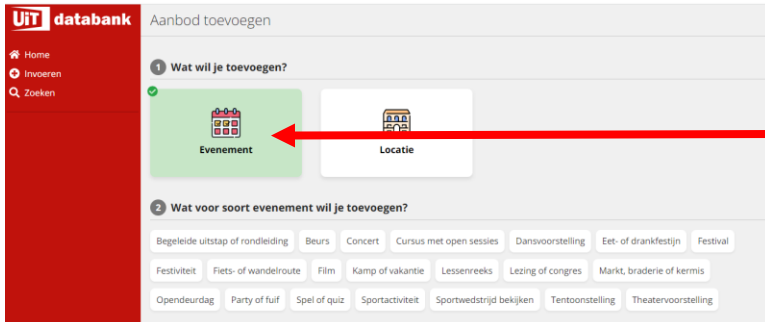 UiT databank
Aanbod toevoegen
Home
Invoeren
Zoeken
1 Wat wil je toevoegen?
Evenement Locatie
2 Wat voor soort evenement wil je toevoegen?
Begeleide uitstap of rondleiding Beurs Concert Cursus met open sessies Dansvoorstelling Eet- of drankfestijn Festival
Festiviteit Fiets- of wandelroute Film Kamp of vakantie Lessenreeks Lezing of congres Markt, braderie of kermis
Opendeurdag Party of fuif Spel of quiz Sportactiviteit Sportwedstrijd bekijken Tentoonstelling Theatervoorstelling